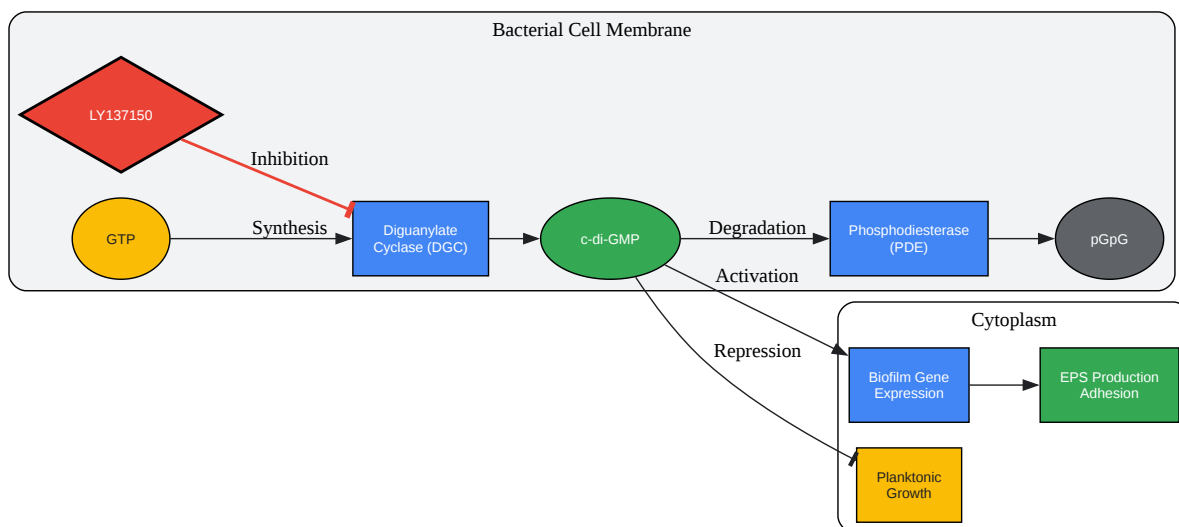 Bacterial Cell Membrane
LY137150
Inhibition
GTP
Synthesis
Diguanylate
Cyclase (DGC)
c-di-GMP
Degradation
Phosphodiesterase
(PDE)
pGpG
Activation
Repression
Cytoplasm
Biofilm Gene
Expression
EPS Production
Adhesion
Planktonic
Growth